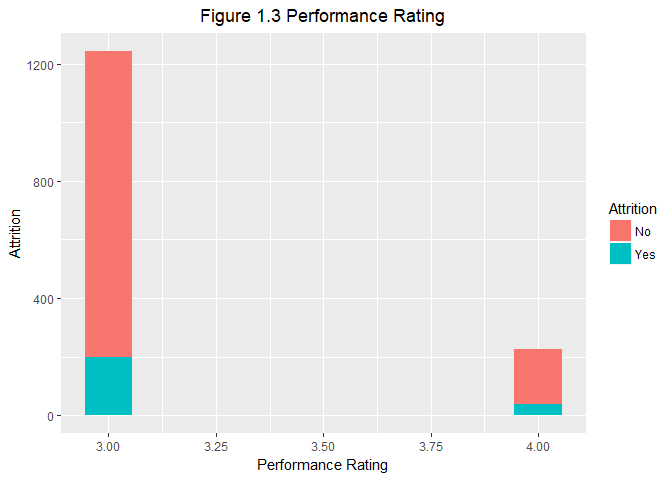 Figure 1.3 Performance Rating
1200
800
400
0
Attrition
3.00 3.25 3.50 3.75 4.00
Performance Rating
Attrition
No
Yes